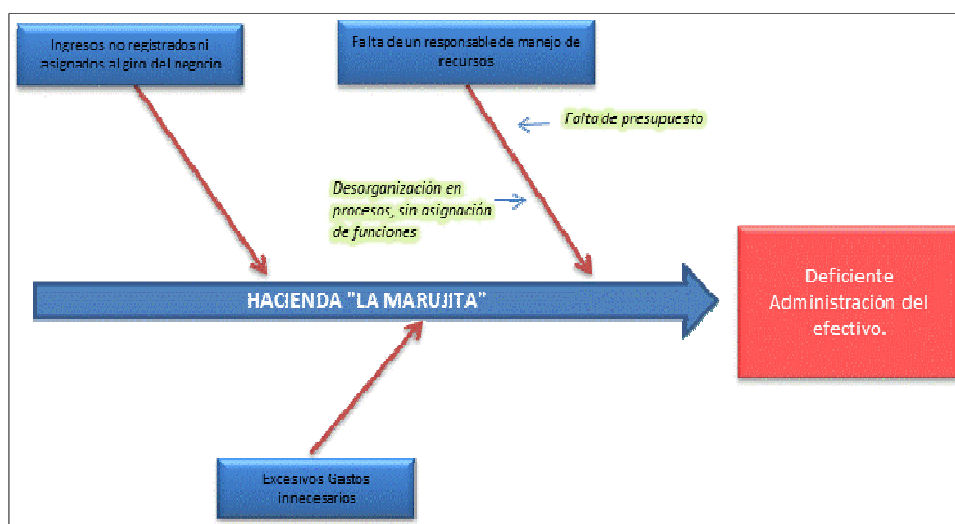 Ingresos no registrados ni
asignados al giro del negocio
Falta de un responsable de manejo de
recursos
Falta de presupuesto
Desorganización en
procesos, sin asignación
de funciones
HACIENDA "LA MARUJITA"
Deficiente
Administración del
efectivo.
Excesivos Gastos
innecesarios